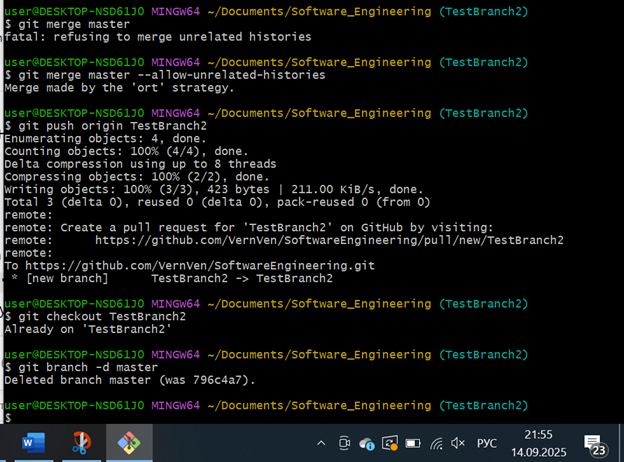 user@DESKTOP-NSD61J0 MINGW64 ~/Documents/Software_Engineering (TestBranch2)
$ git merge master
fatal: refusing to merge unrelated histories
user@DESKTOP-NSD61J0 MINGW64 ~/Documents/Software_Engineering (TestBranch2)
$ git merge master --allow-unrelated-histories
Merge made by the 'ort' strategy.
user@DESKTOP-NSD61J0 MINGW64 ~/Documents/Software_Engineering (TestBranch2)
$ git push origin TestBranch2
Enumerating objects: 4, done.
Counting objects: 100% (4/4), done.
Delta compression using up to 8 threads
Compressing objects: 100% (2/2), done.
Writing objects: 100% (3/3), 423 bytes | 211.00 KiB/s, done.
Total 3 (delta 0), reused 0 (delta 0), pack-reused 0 (from 0)
remote:
remote: Create a pull request for 'TestBranch2' on GitHub by visiting:
remote:      https://github.com/VernVen/SoftwareEngineering/pull/new/TestBranch2
remote:
To https://github.com/VernVen/SoftwareEngineering.git
 * [new branch]      TestBranch2 -> TestBranch2
user@DESKTOP-NSD61J0 MINGW64 ~/Documents/Software_Engineering (TestBranch2)
$ git checkout TestBranch2
Already on 'TestBranch2'
user@DESKTOP-NSD61J0 MINGW64 ~/Documents/Software_Engineering (TestBranch2)
$ git branch -d master
Deleted branch master (was 796c4a7).
user@DESKTOP-NSD61J0 MINGW64 ~/Documents/Software_Engineering (TestBranch2)
$
W
РУС
21:55
14.09.2025
23